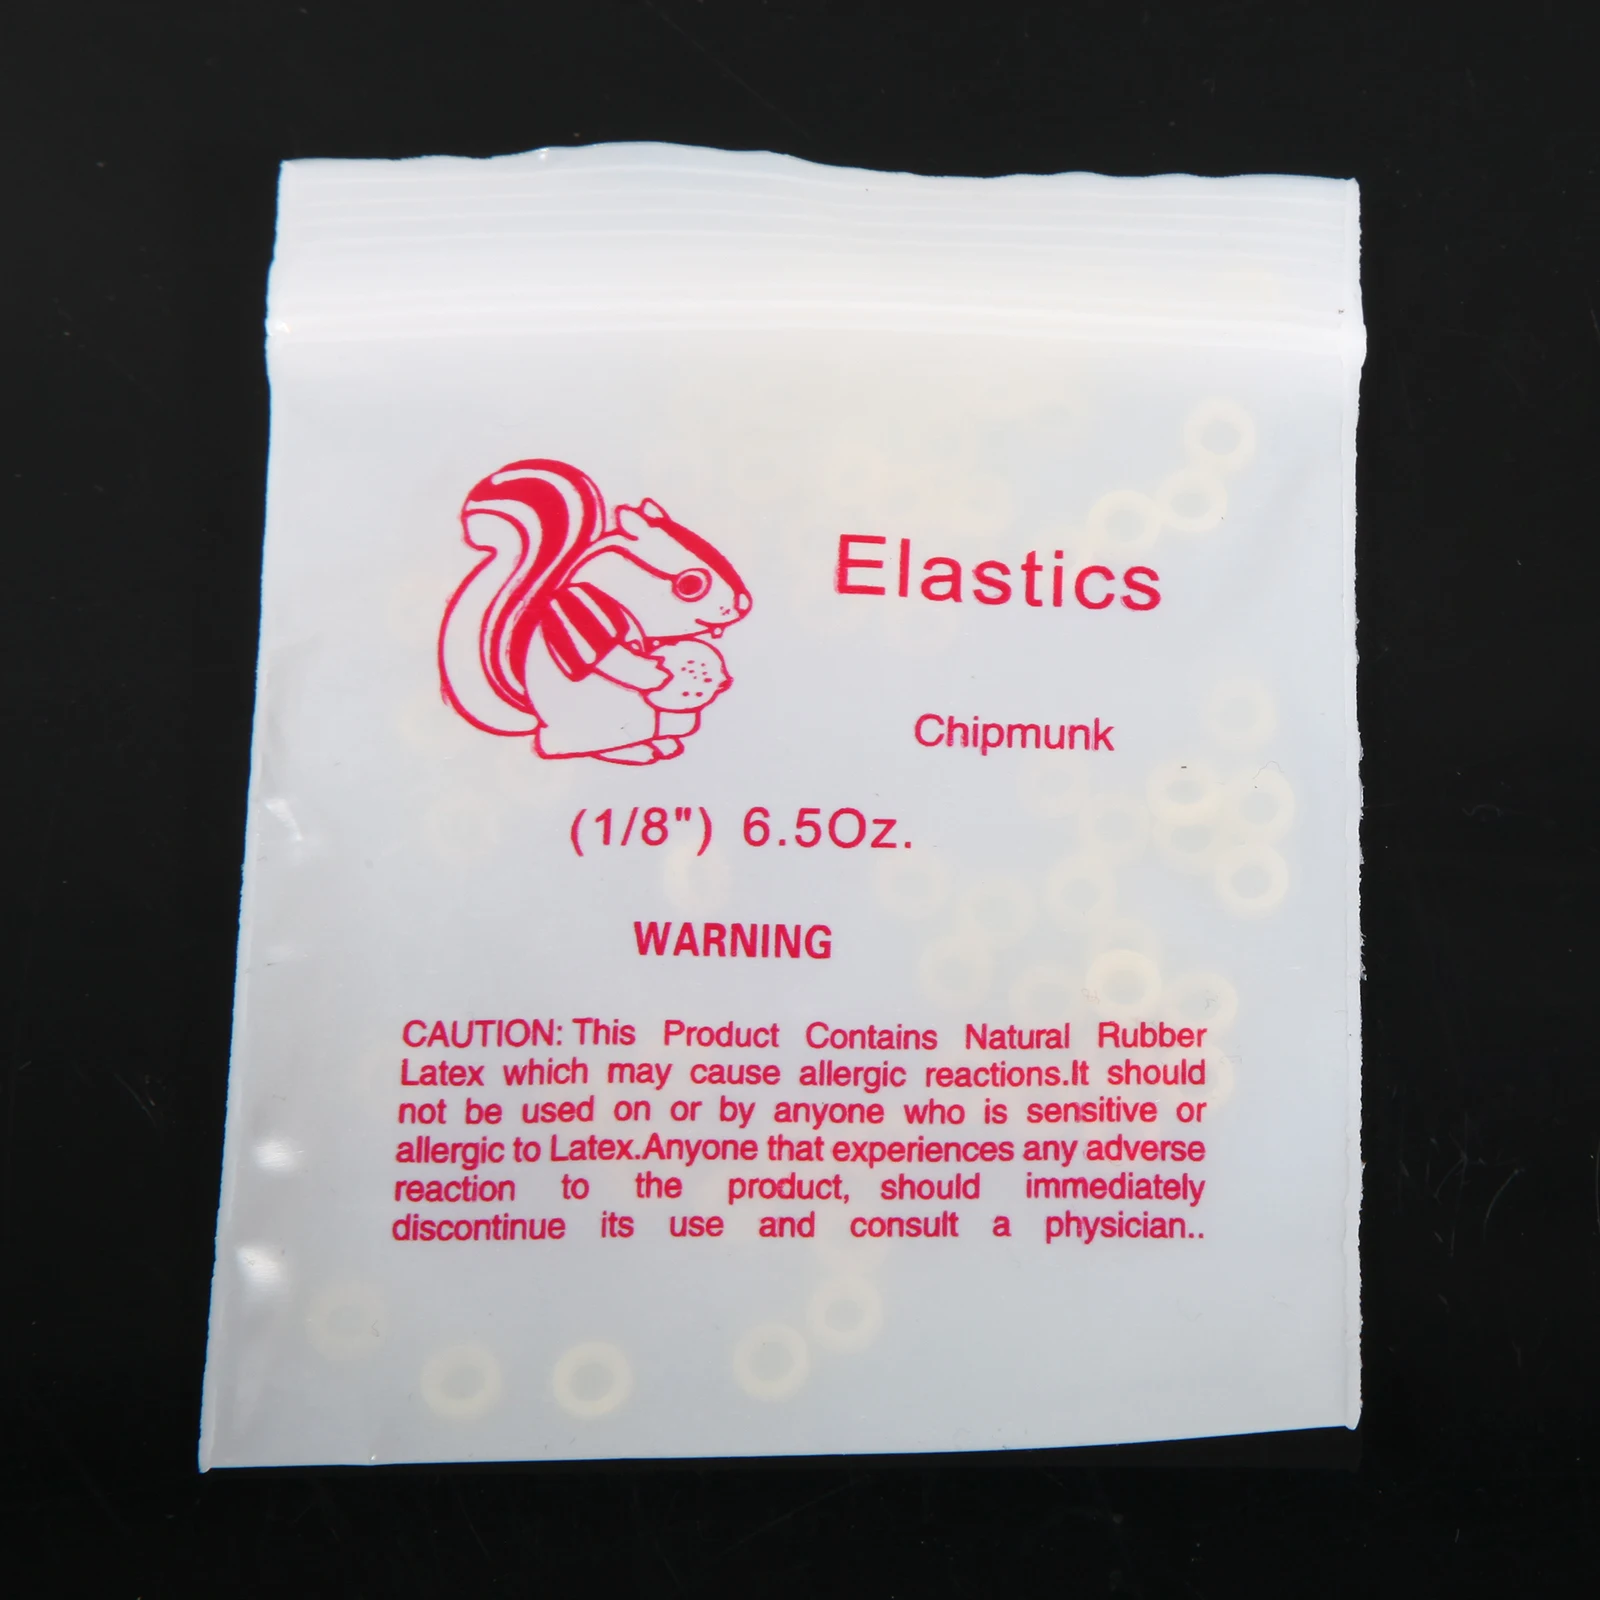 Elastics
Chipmunk
(1/8") 6.5Oz.
WARNING
CAUTION: This Product Contains Natural Rubber
Latex which may cause allergic reactions.It should
not be used on or by anyone who is sensitive or
allergic to Latex.Anyone that experiences any adverse
reaction to the product, should immediately
discontinue its use and consult a physician..